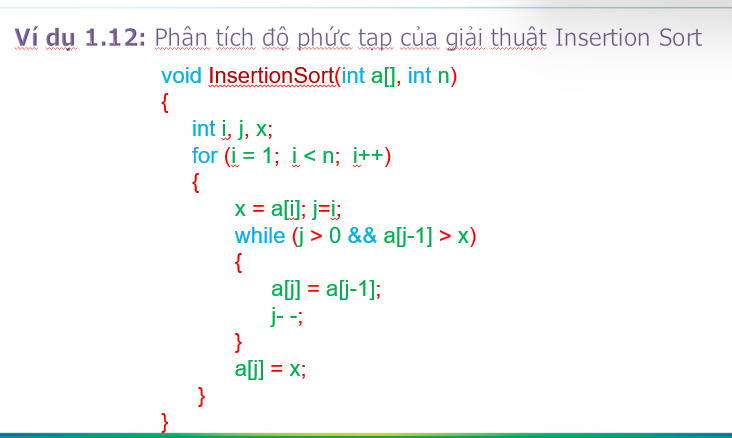 Ví dụ 1.12: Phân tích độ phức tạp của giải thuật Insertion Sort
void InsertionSort(int a[], int n)
{
int i, j, x;
for (i = 1; i < n; i++)
{
x = a[i]; j=i;
while (j > 0 && a[j-1] > x)
{
a[j] = a[j-1];
j- -;
}
a[j] = x;
}
}